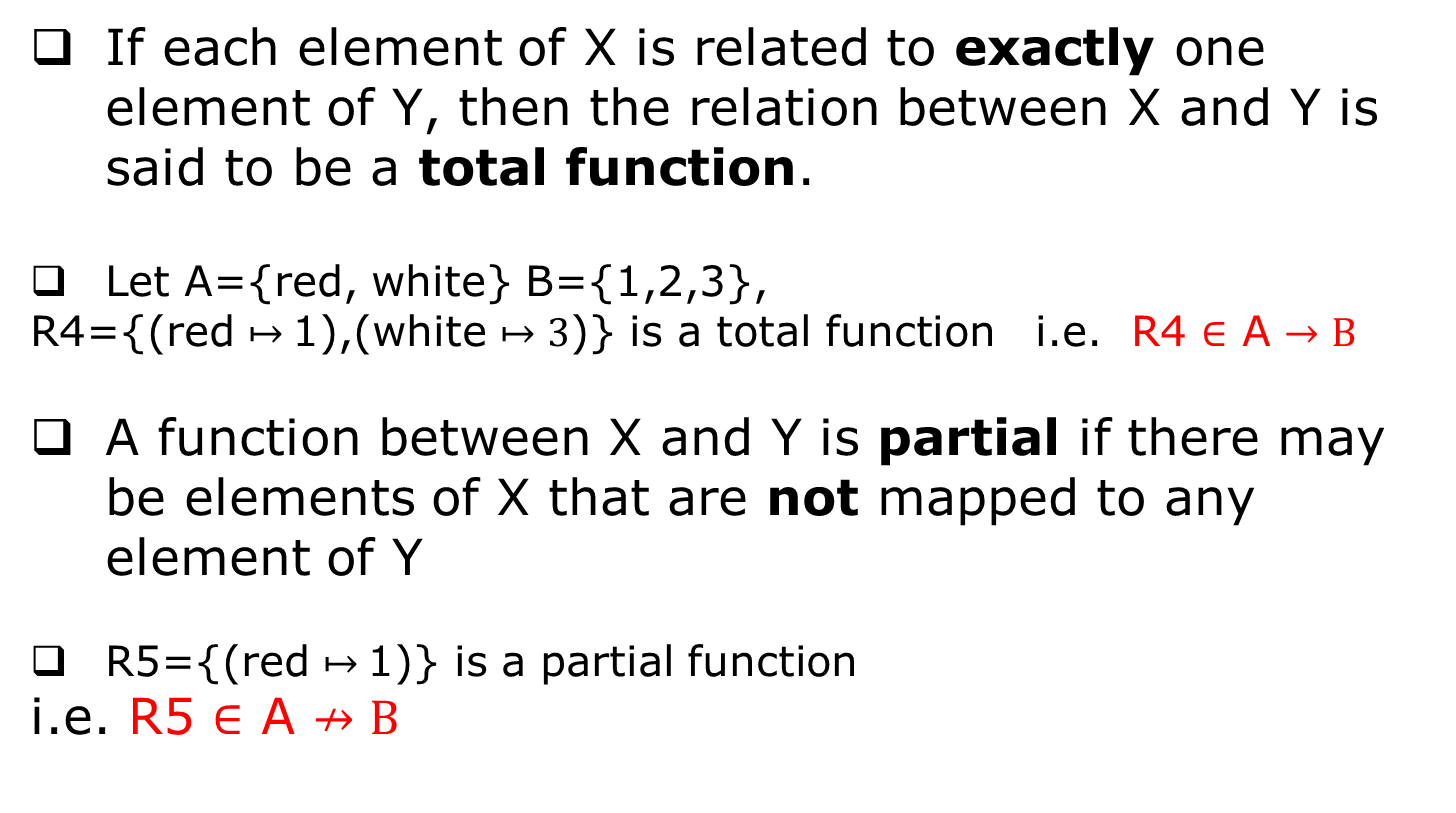 ❑ If each element of X is related to exactly one
element of Y, then the relation between X and Y is
said to be a total function.
❑ Let A={red, white} B={1,2,3},
R4={(red ↦ 1),(white ↦ 3)} is a total function i.e. R4 ∈ A → B
❑ A function between X and Y is partial if there may
be elements of X that are not mapped to any
element of Y
❑ R5={(red ↦ 1)} is a partial function
i.e. R5 ∈ A ↛ B